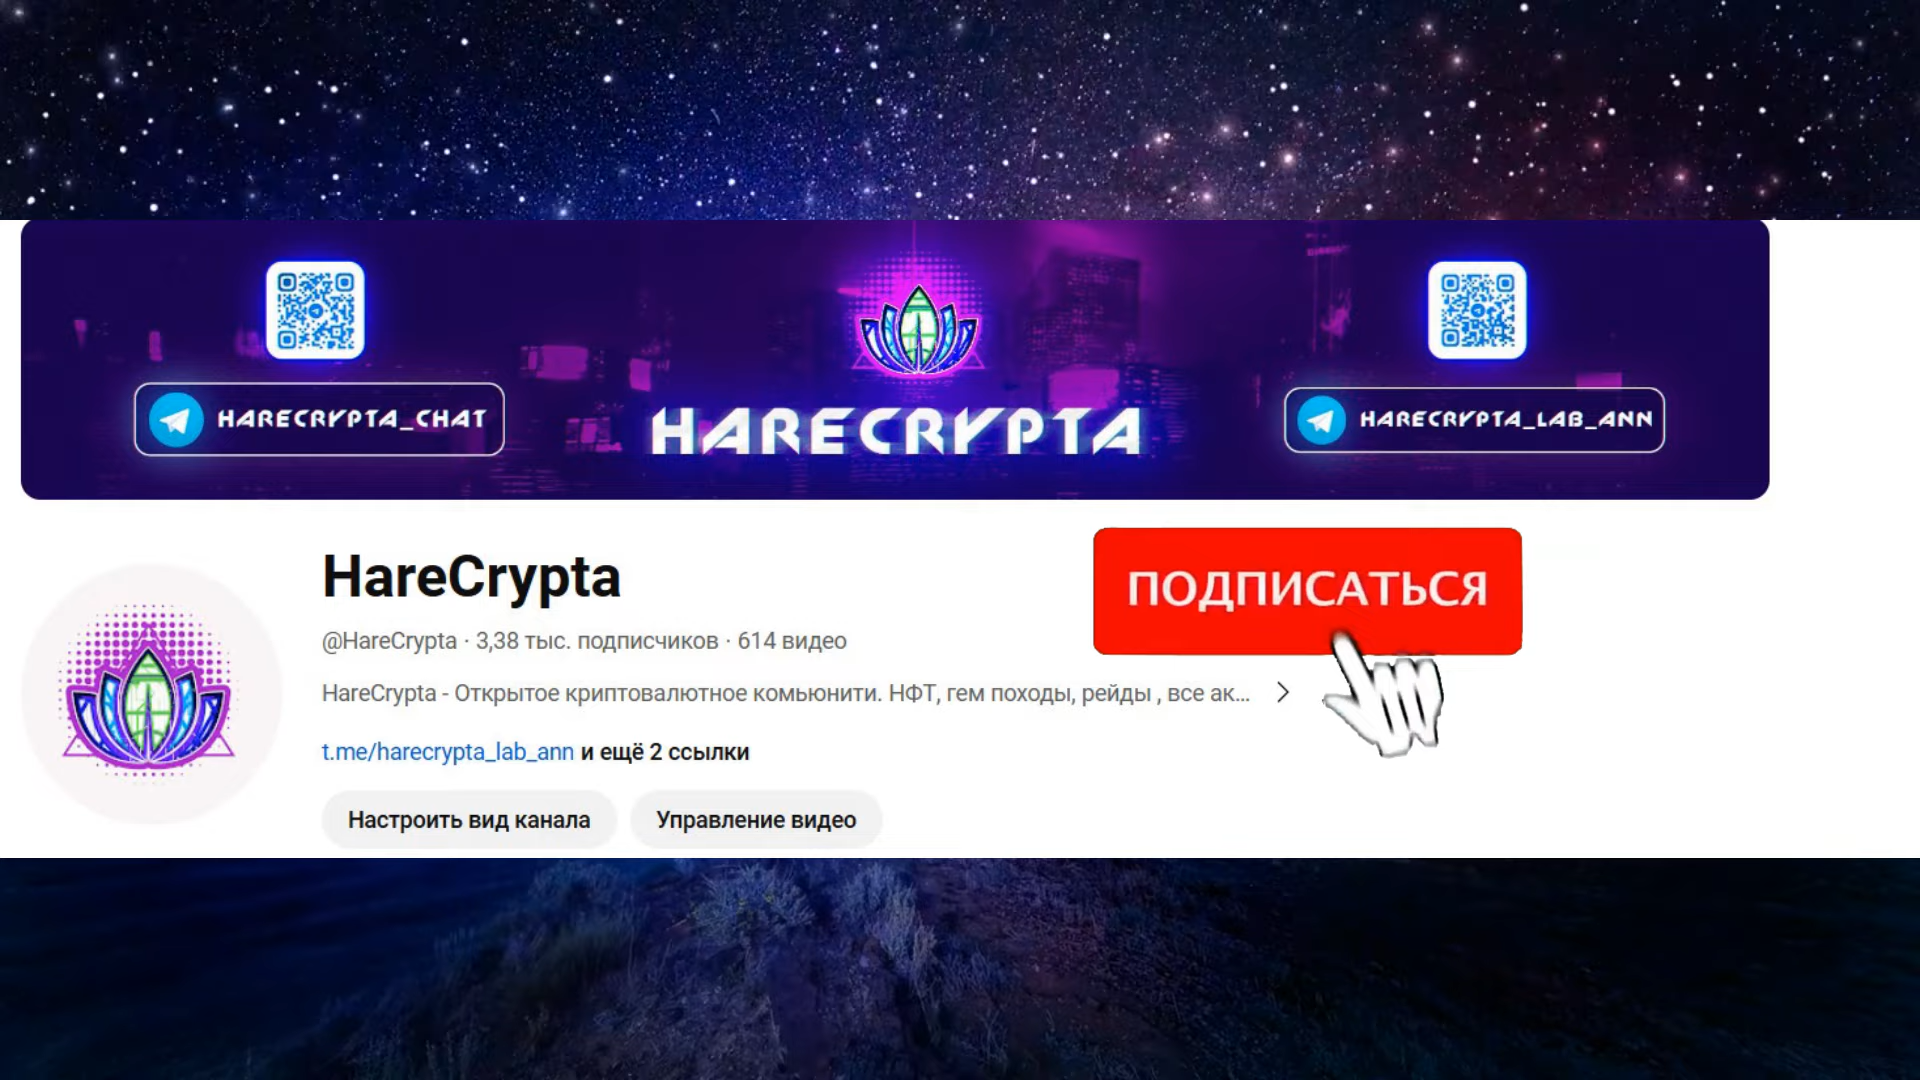 HARECRYPTA_CHAT
HARECRYPTA
HARECRYPTA_LAB_ANN
HareCrypta
ПОДПИСАТЬСЯ
@HareCrypta · 3,38 тыс. подписчиков · 614 видео
HareCrypta - Открытое криптовалютное комьюнити. НФТ, гем походы, рейды , все ак...
t.me/harecrypta_lab_ann и ещё 2 ссылки
Настроить вид канала
Управление видео